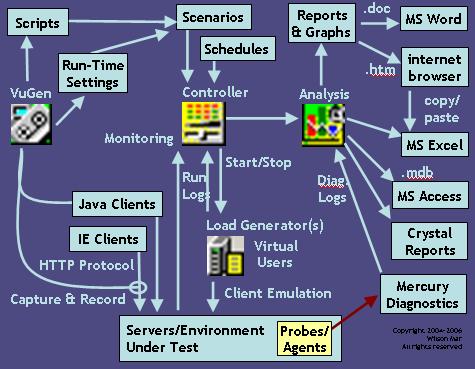 Scripts
Scenarios
Reports
& Graphs
.doc
MS Word
Schedules
VuGen
Run-Time
Settings
.htm
internet
browser
Controller
Analysis
copy/
paste
Monitoring
MS Excel
Start/Stop
Run
Logs
Diag.
Logs
.mdb
MS Access
Java Clients
Load Generator(s)
IE Clients
Virtual
Users
Crystal
Reports
HTTP Protocol
Capture & Record
Client Emulation
Mercury
Diagnostics
Servers/Environment
Under Test
Probes/
Agents
Copyright 2004-2006
Wilson Mar
All rights reserved